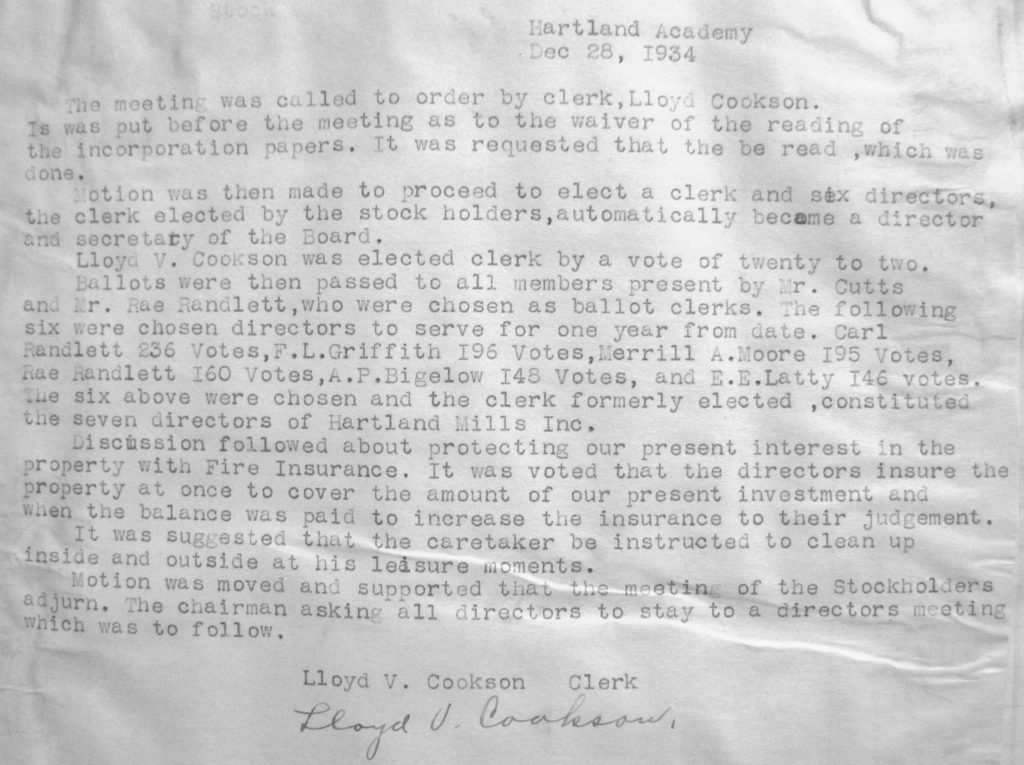 Stock
Hartland Academy
Dec 28, I934
The meeting was called to order by clerk,Lloyd Cookson.
Is was put before the meeting as to the waiver of the reading of
the incorporation papers. It was requested that the be read ,which was
done.
Motion was then made to proceed to elect a clerk and six directors,
the clerk elected by the stock holders,automatically became a director
and secretary of the Board.
Lloyd V. Cookson was elected clerk by a vote of twenty to two.
Ballots were then passed to all members present by Mr. Cutts
and Mr. Rae Randlett,who were chosen as ballot clerks. The following
six were chosen directors to serve for one year from date. Carl
Randlett 236 Votes,F.L.Griffith I96 Votes,Merrill A.Moore I95 Votes,
Rae Randlett I60 Votes,A.P.Bigelow I48 Votes, and E.E.Latty I46 votes.
The six above were chosen and the clerk formerly elected ,constituted
the seven directors of Hartland Mills Inc.
Discussion followed about protecting our present interest in the
property with Fire Insurance. It was voted that the directors insure the
property at once to cover the amount of our present investment and
when the balance was paid to increase the insurance to their judgement.
It was suggested that the caretaker be instructed to clean up
inside and outside at his leisure moments.
Motion was moved and supported that the meeting of the Stockholders
adjurn. The chairman asking all directors to stay to a directors meeting
which was to follow.
Lloyd V. Cookson Clerk
Lloyd V. Cookson.